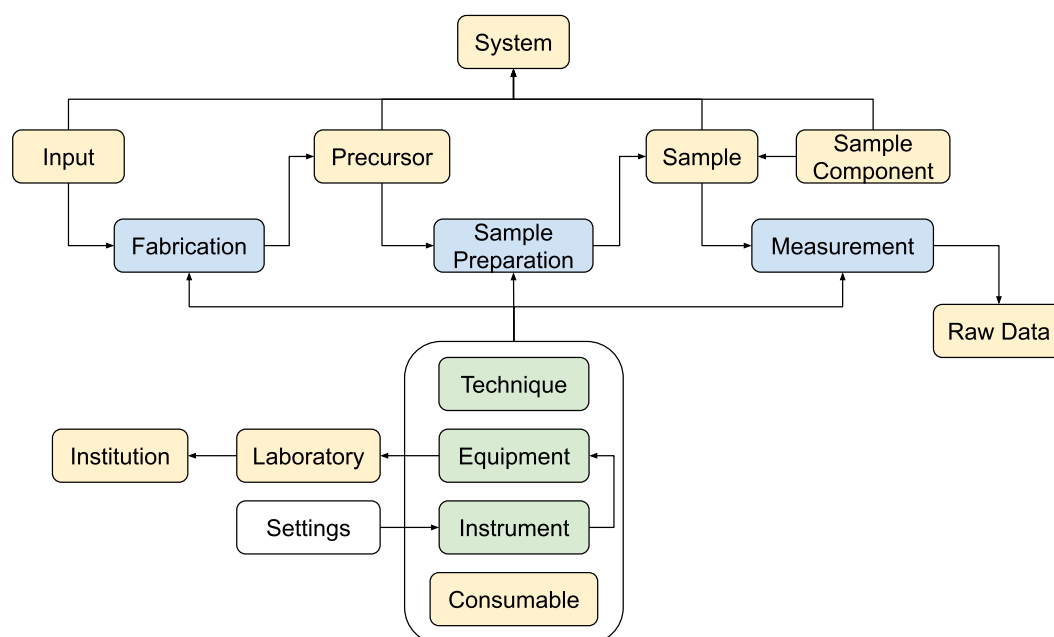 System
Input
Precursor
Sample
Sample
Component
Fabrication
Sample
Preparation
Measurement
Raw Data
Technique
Institution
Laboratory
Equipment
Settings
Instrument
Consumable